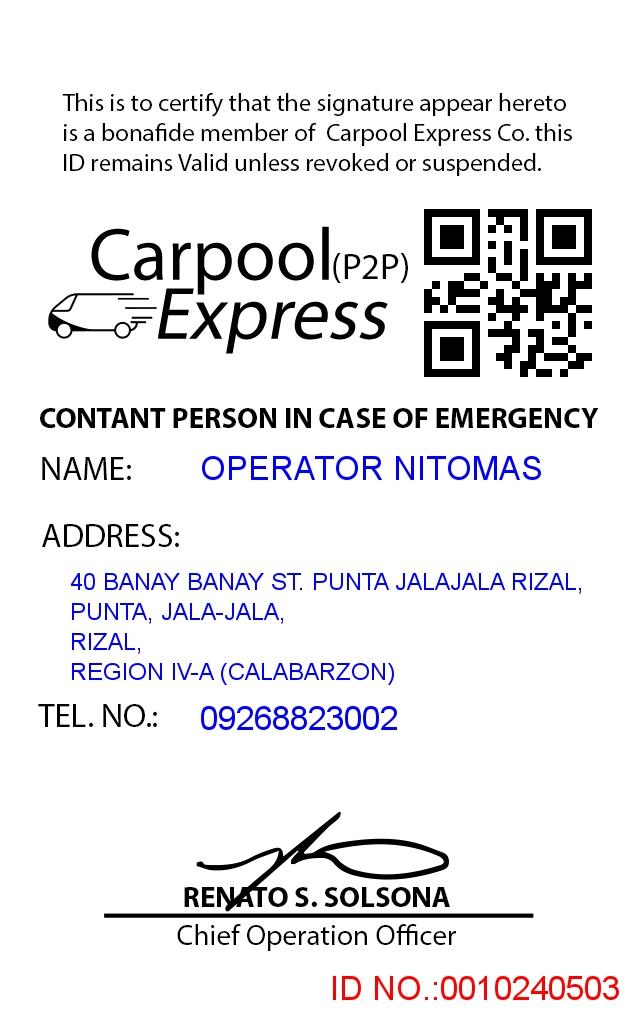 This is to certify that the signature appear hereto
is a bonafide member of  Carpool Express Co. this
ID remains Valid unless revoked or suspended.
Carpool(P2P)
Express
CONTANT PERSON IN CASE OF EMERGENCY
NAME: OPERATOR NITOMAS
ADDRESS:
40 BANAY BANAY ST. PUNTA JALAJALA RIZAL,
PUNTA, JALA-JALA,
RIZAL,
REGION IV-A (CALABARZON)
TEL. NO.: 09268823002
RENATO S. SOLSONA
Chief Operation Officer
ID NO.:0010240503